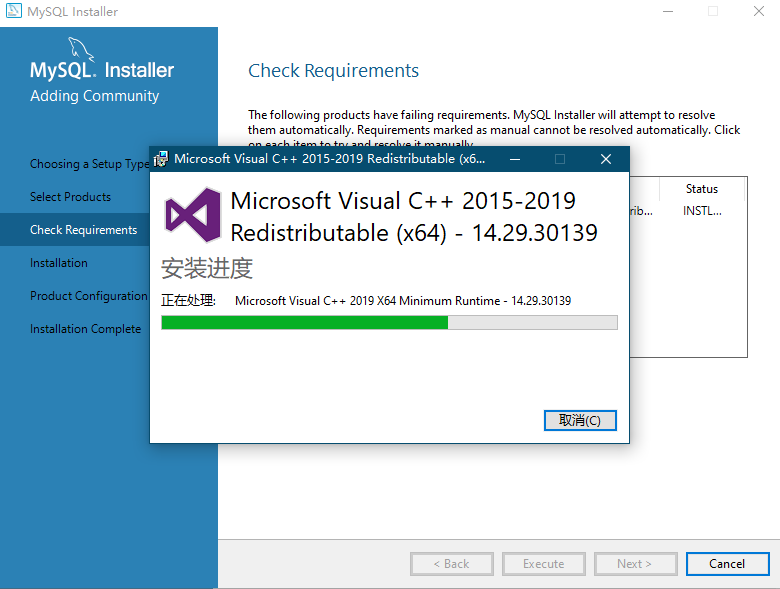 MySQL Installer
MySQL. Installer
Adding Community
Choosing a Setup Type
Select Products
Check Requirements
Installation
Product Configuration
Installation Complete
Check Requirements
The following products have failing requirements. MySQL Installer will attempt to resolve
them automatically. Requirements marked as manual cannot be resolved automatically. Click
on each item to try and resolve it manually.
Status
rib...
INSTL...
Microsoft Visual C++ 2015-2019 Redistributable (x6...
Microsoft Visual C++ 2015-2019
Redistributable (x64) - 14.29.30139
安装进度
正在处理: Microsoft Visual C++ 2019 X64 Minimum Runtime - 14.29.30139
取消(C)
< Back
Execute
Next >
Cancel